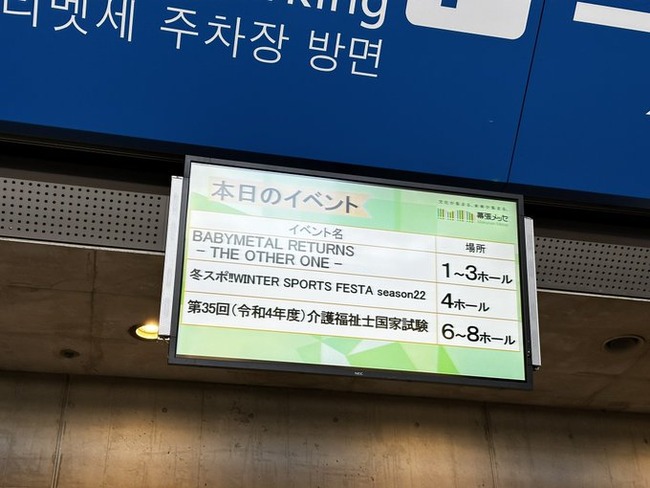 rking
주차장 방면
本日のイベント
幕張メッセ
イベント名
場所
BABYMETAL RETURNS
- THE OTHER ONE -
1~3ホール
冬スポ!!WINTER SPORTS FESTA season22
4ホール
第35回(令和4年度)介護福祉士国家試験
6~8ホール
NEC